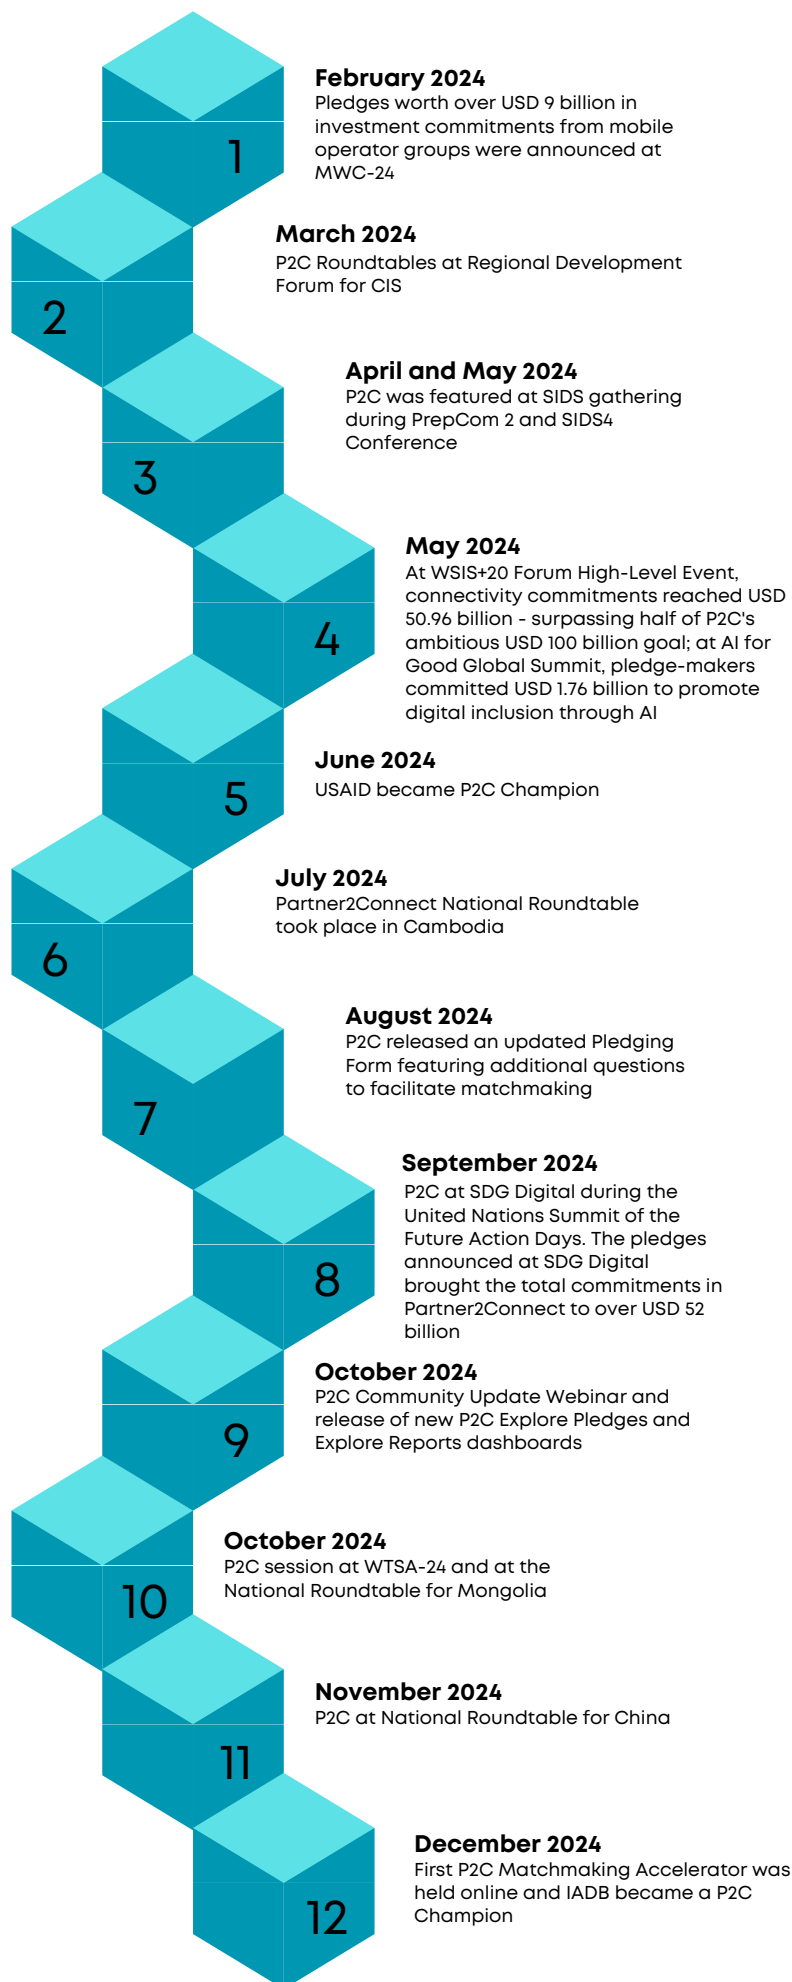 1
February 2024
Pledges worth over USD 9 billion in
investment commitments from mobile
operator groups were announced at
MWC-24
2
March 2024
P2C Roundtables at Regional Development
Forum for CIS
3
April and May 2024
P2C was featured at SIDS gathering
during PrepCom 2 and SIDS4
Conference
4
May 2024
At WSIS+20 Forum High-Level Event,
connectivity commitments reached USD
50.96 billion - surpassing half of P2C's
ambitious USD 100 billion goal; at AI for
Good Global Summit, pledge-makers
committed USD 1.76 billion to promote
digital inclusion through AI
5
June 2024
USAID became P2C Champion
6
July 2024
Partner2Connect National Roundtable
took place in Cambodia
7
August 2024
P2C released an updated Pledging
Form featuring additional questions
to facilitate matchmaking
8
September 2024
P2C at SDG Digital during the
United Nations Summit of the
Future Action Days. The pledges
announced at SDG Digital
brought the total commitments in
Partner2Connect to over USD 52
billion
9
October 2024
P2C Community Update Webinar and
release of new P2C Explore Pledges and
Explore Reports dashboards
10
October 2024
P2C session at WTSA-24 and at the
National Roundtable for Mongolia
11
November 2024
P2C at National Roundtable for China
12
December 2024
First P2C Matchmaking Accelerator was
held online and IADB became a P2C
Champion